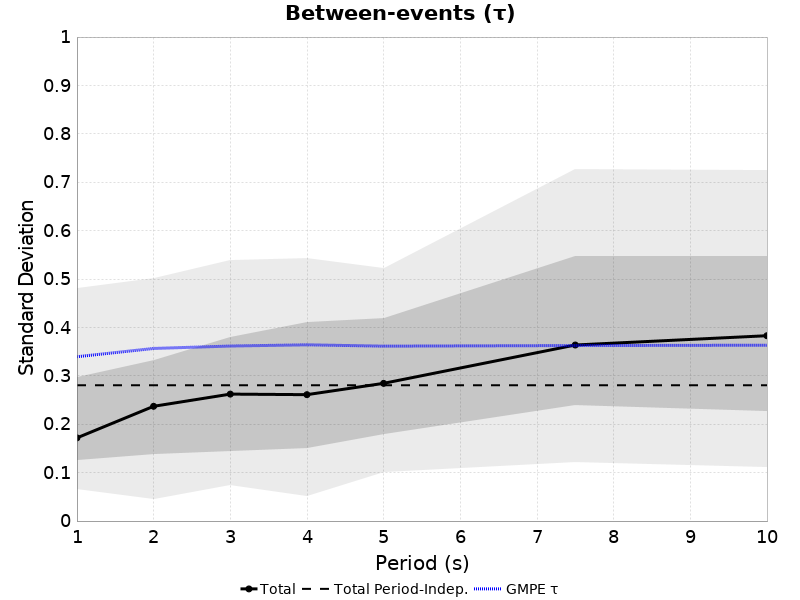 Between-events (τ)
Standard Deviation
1
0.9
0.8
0.7
0.6
0.5
0.4
0.3
0.2
0.1
0
1 2 3 4 5 6 7 8 9 10
Period (s)
Total Total Period-Indep. GMPE τ